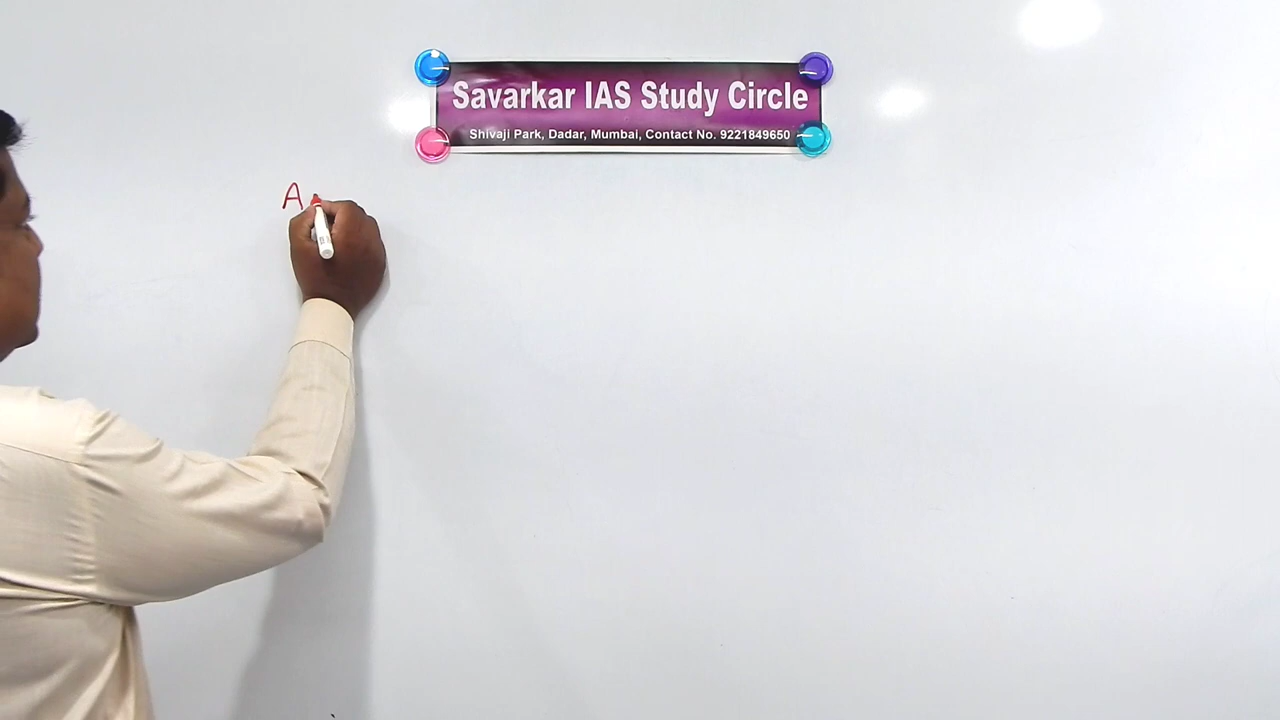 Savarkar IAS Study Circle
Shivaji Park, Dadar, Mumbai, Contact No. 9221849650
A